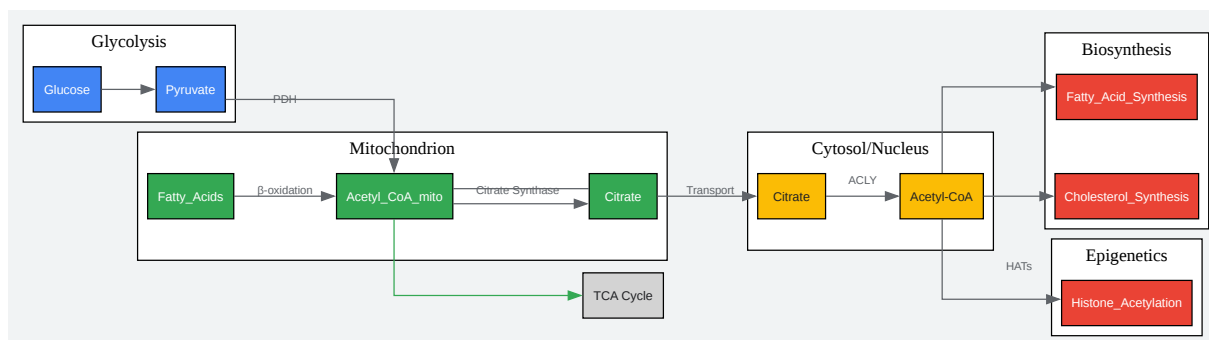 Glycolysis
Glucose
Pyruvate
PDH
Mitochondrion
Fatty_Acids
β-oxidation
Acetyl_CoA_mito
Citrate Synthase
Citrate
Transport
TCA Cycle
Cytosol/Nucleus
Citrate
ACLY
Acetyl-CoA
Biosynthesis
Fatty_Acid_Synthesis
Cholesterol_Synthesis
HATs
Epigenetics
Histone_Acetylation